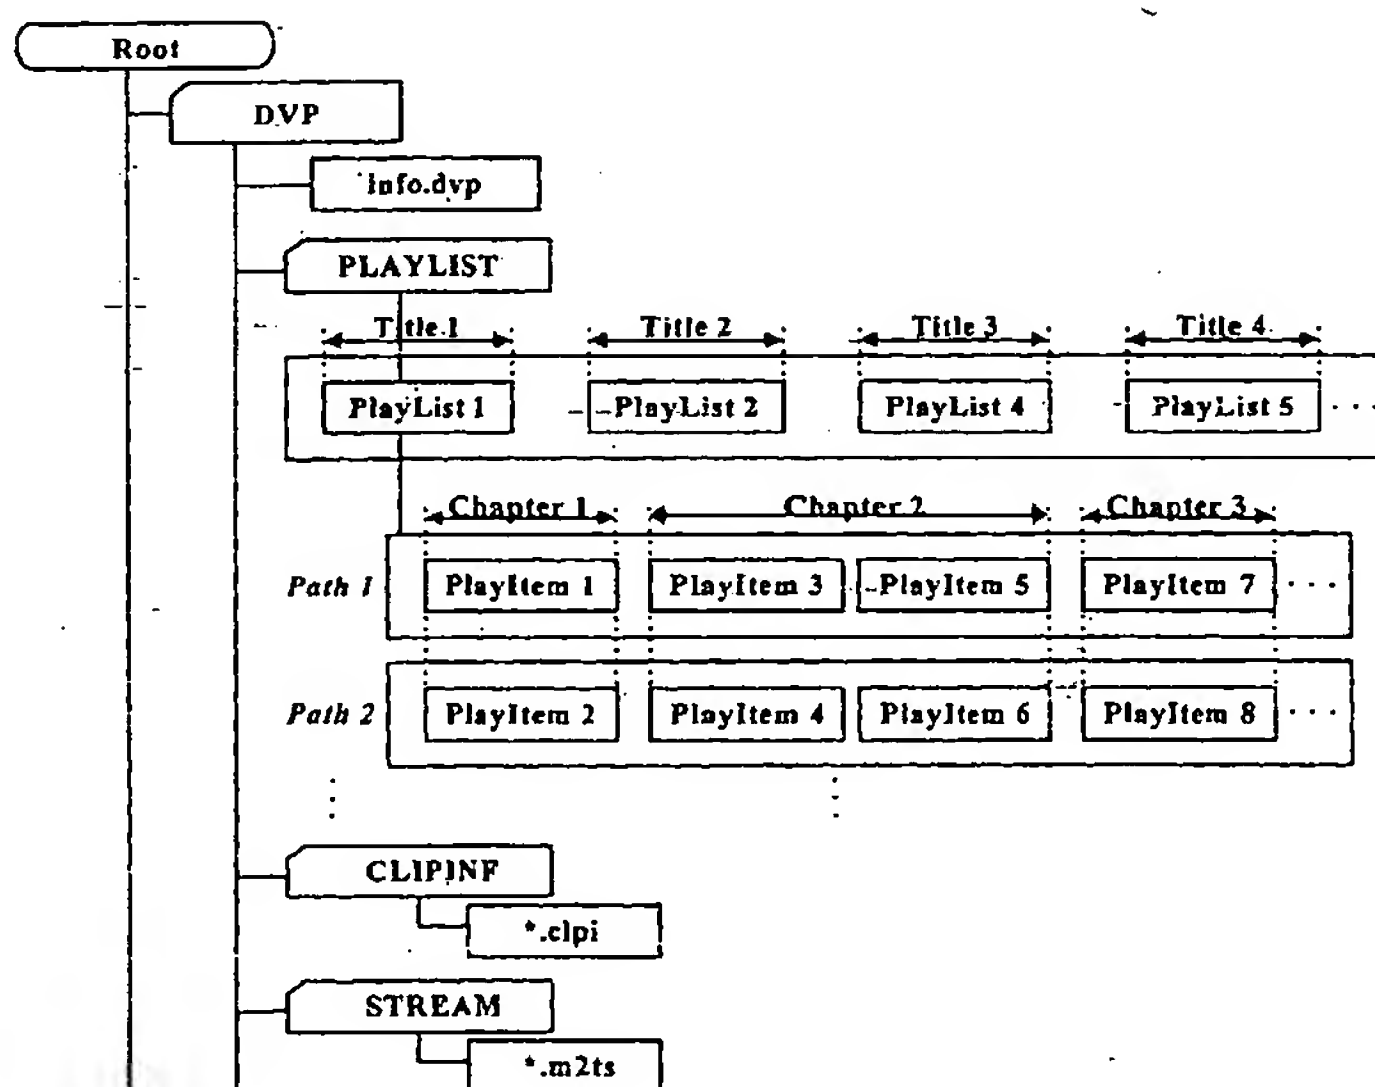 Root
DVP
info.dvp
PLAYLIST
Title 1 Title 2 Title 3 Title 4
PlayList 1 PlayList 2 PlayList 4 PlayList 5 . . .
Chapter 1 Chapter 2 Chapter 3
Path 1 PlayItem 1 PlayItem 3 PlayItem 5 PlayItem 7 . . .
Path 2 PlayItem 2 PlayItem 4 PlayItem 6 PlayItem 8 . . .
CLIPINF
*.clpi
STREAM
*.m2ts